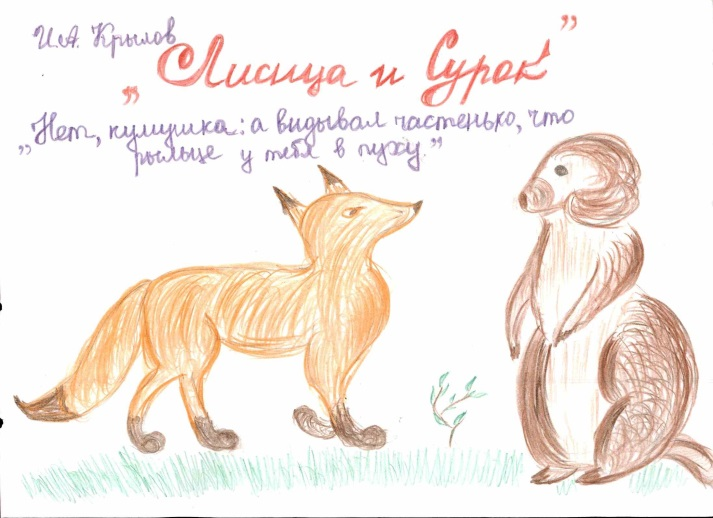 И.А. Крылов
„Лисица и Сурок”
„Нет, кумушка: а видывал частенько, что
рыльце у тебя в пуху.”